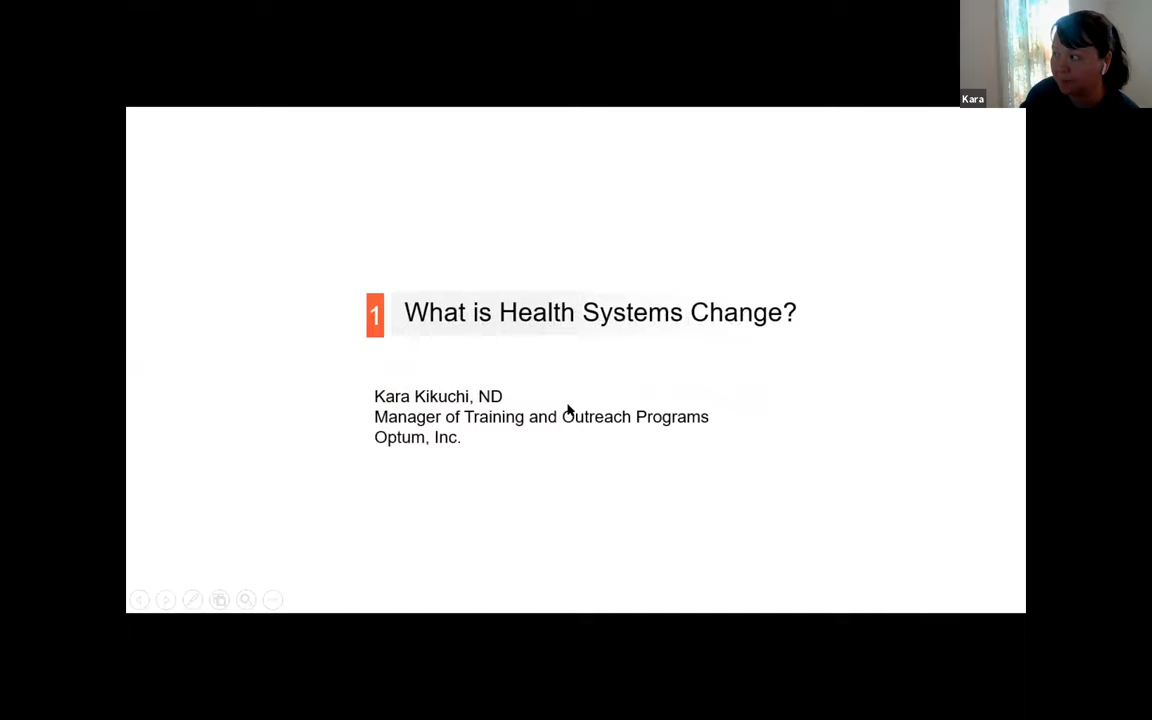 Kara
1 What is Health Systems Change?
Kara Kikuchi, ND
Manager of Training and Outreach Programs
Optum, Inc.